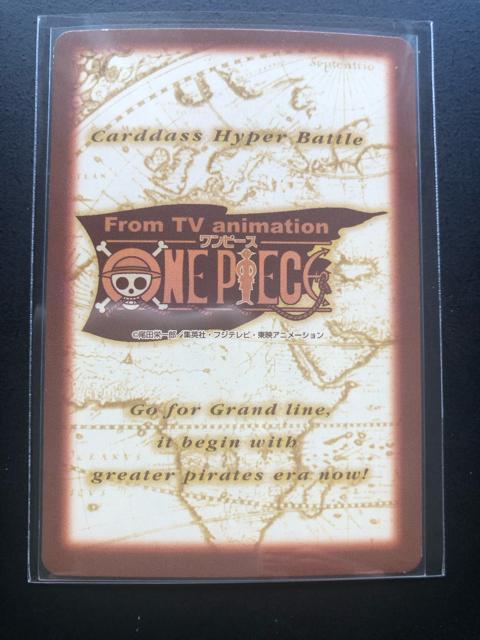 Septentrio
Carddass Hyper Battle
From TV animation
ワンピース
ONE PIECE
©尾田栄一郎／集英社・フジテレビ・東映アニメーション
Go for Grand line,
it begin with
greater pirates era now!